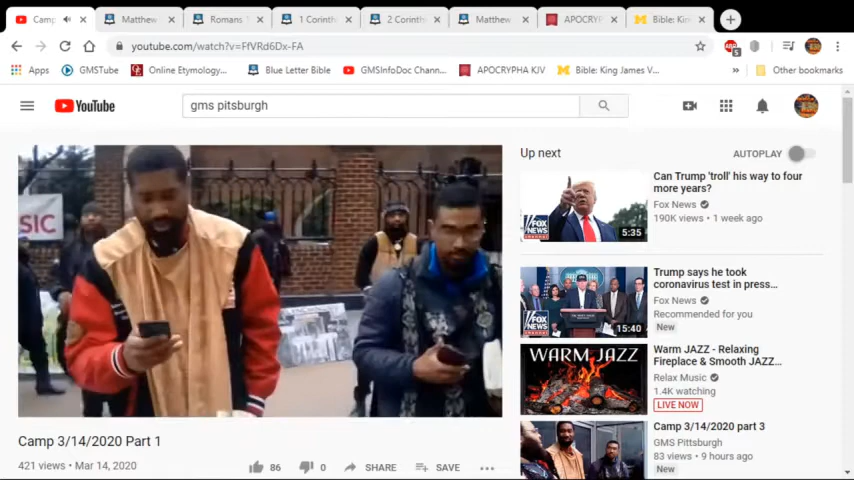 Camp
Matthew
Romans 1
1 Corinth
2 Corinth
Matthew
APOCRYP
Bible: Kin
youtube.com/watch?v=FfVRd6Dx-FA
Apps
GMSTube
Online Etymology...
Blue Letter Bible
GMSInfoDoc Chann...
APOCRYPHA KJV
Bible: King James V...
»
Other bookmarks
YouTube
gms pitsburgh
SIC
Up next
AUTOPLAY
Can Trump 'troll' his way to four
more years?
Fox News
190K views • 1 week ago
FOX
NEWS
5:35
Trump says he took
coronavirus test in press...
Fox News
Recommended for you
New
FOX
NEWS
15:40
WARM JAZZ
Warm JAZZ - Relaxing
Fireplace & Smooth JAZZ...
Relax Music
1.4K watching
LIVE NOW
Camp 3/14/2020 part 3
GMS Pittsburgh
83 views • 9 hours ago
New
Camp 3/14/2020 Part 1
421 views • Mar 14, 2020
86
0
SHARE
SAVE